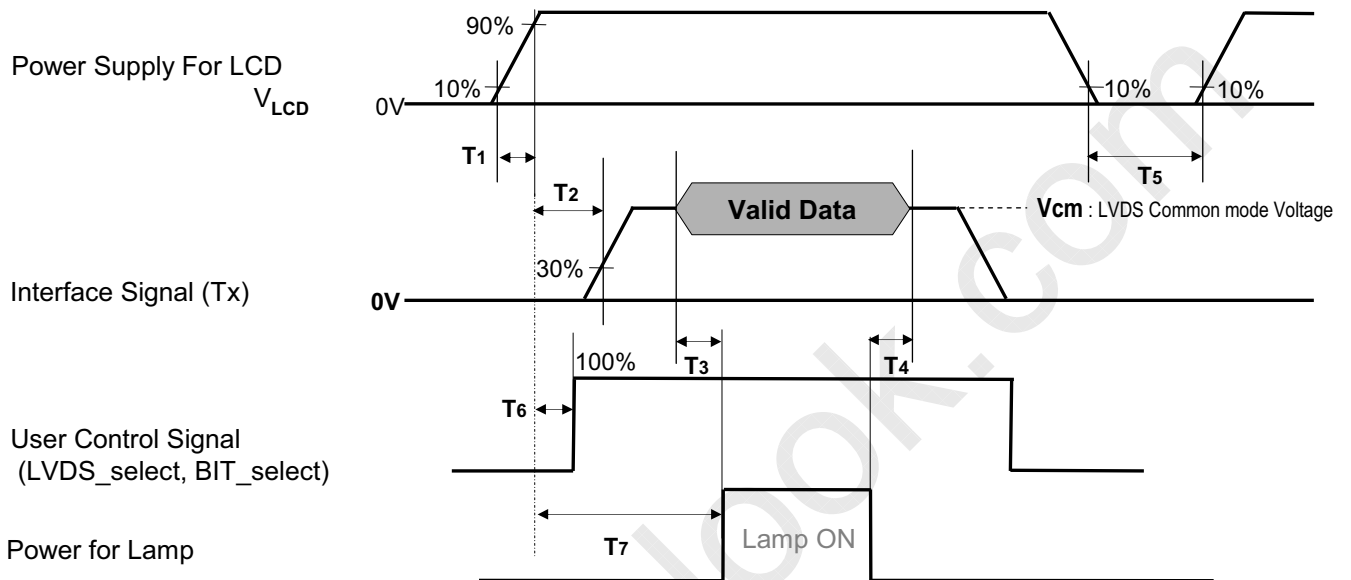 90%
Power Supply For LCD
VLCD
10%
0V
10%
10%
T1
T2
T5
Valid Data
Vcm : LVDS Common mode Voltage
30%
Interface Signal (Tx)
0V
100%
T3
T4
T6
User Control Signal
(LVDS_select, BIT_select)
T7
Lamp ON
Power for Lamp
look.com